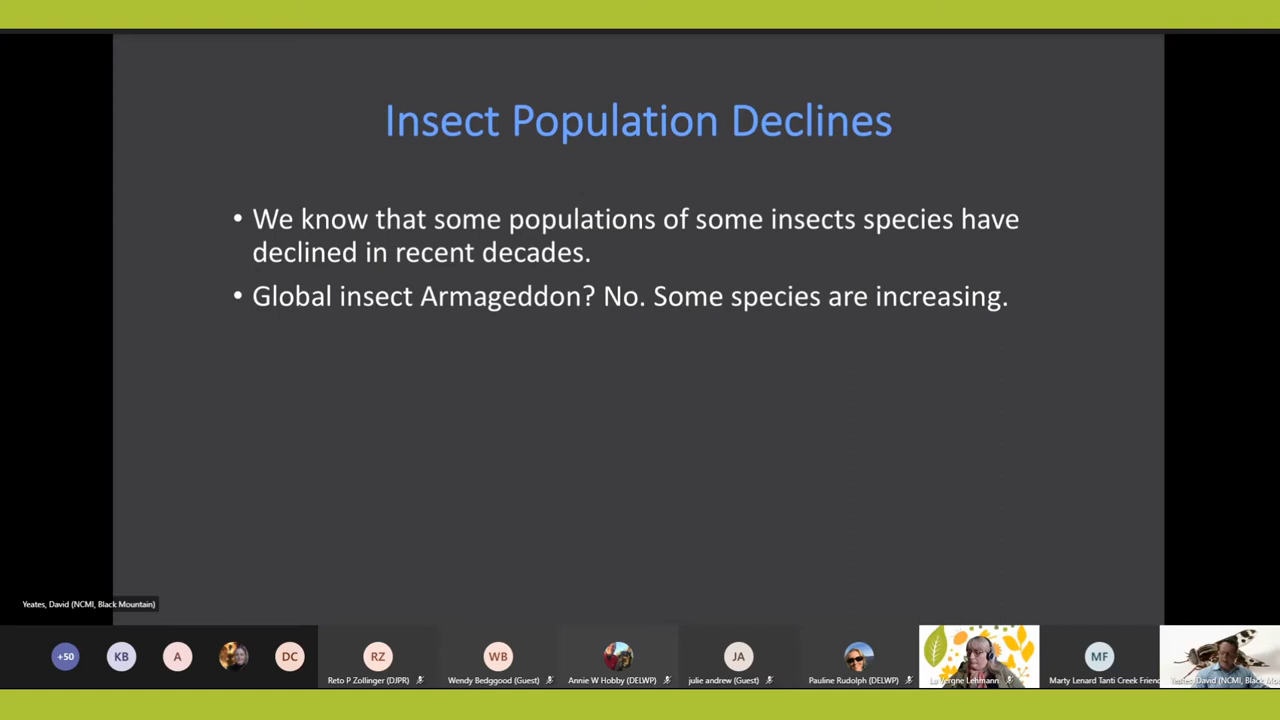 Insect Population Declines
• We know that some populations of some insects species have
declined in recent decades.
• Global insect Armageddon? No. Some species are increasing.
Yeates, David (NCMI, Black Mountain)
+50
KB
A
DC
RZ
WB
JA
MF
Reto P Zollinger (DJPR)
Wendy Bedggood (Guest)
Annie W Hobby (DELWP)
julie andrew (Guest)
Pauline Rudolph (DELWP)
La Vergne Lehmann
Marty Lenard Tanti Creek Friend
Yeates, David (NCMI, Black Mo